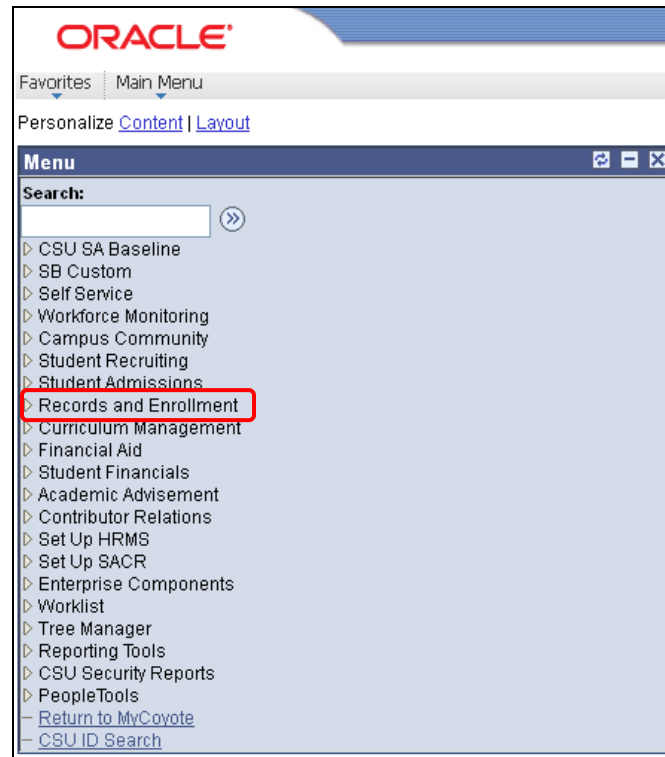 ORACLE
Favorites Main Menu
Personalize Content | Layout
Menu
Search:
CSU SA Baseline
SB Custom
Self Service
Workforce Monitoring
Campus Community
Student Recruiting
Student Admissions
Records and Enrollment
Curriculum Management
Financial Aid
Student Financials
Academic Advisement
Contributor Relations
Set Up HRMS
Set Up SACR
Enterprise Components
Worklist
Tree Manager
Reporting Tools
CSU Security Reports
PeopleTools
Return to MyCoyote
CSU ID Search